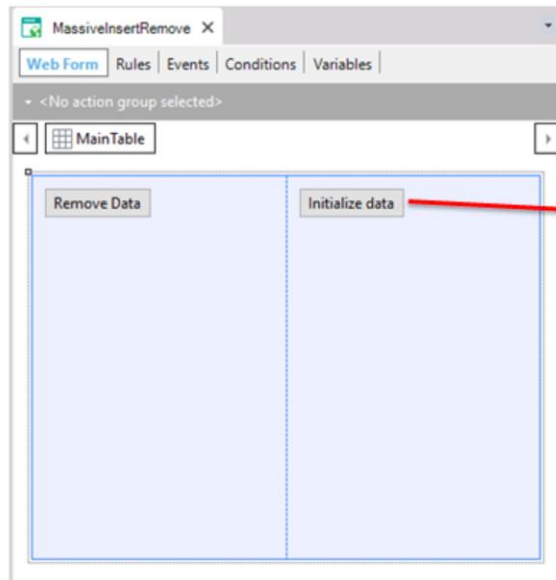 MassiveInsertRemove
Web Form Rules Events Conditions Variables
<No action group selected>
MainTable
Remove Data Initialize data